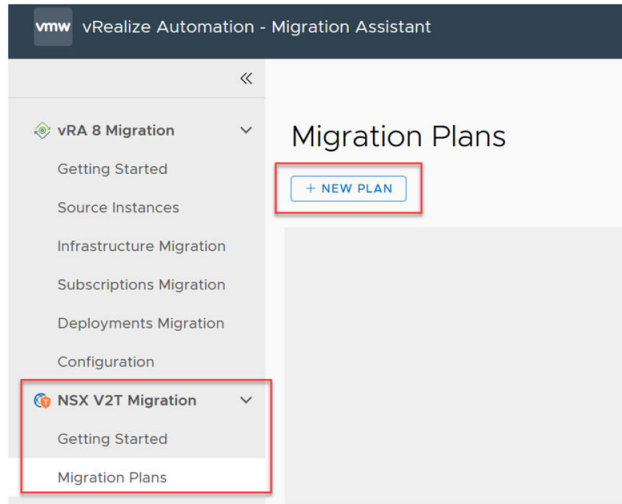 vmw vRealize Automation - Migration Assistant
vRA 8 Migration
Getting Started
Source Instances
Infrastructure Migration
Subscriptions Migration
Deployments Migration
Configuration
NSX V2T Migration
Getting Started
Migration Plans
Migration Plans
+ NEW PLAN